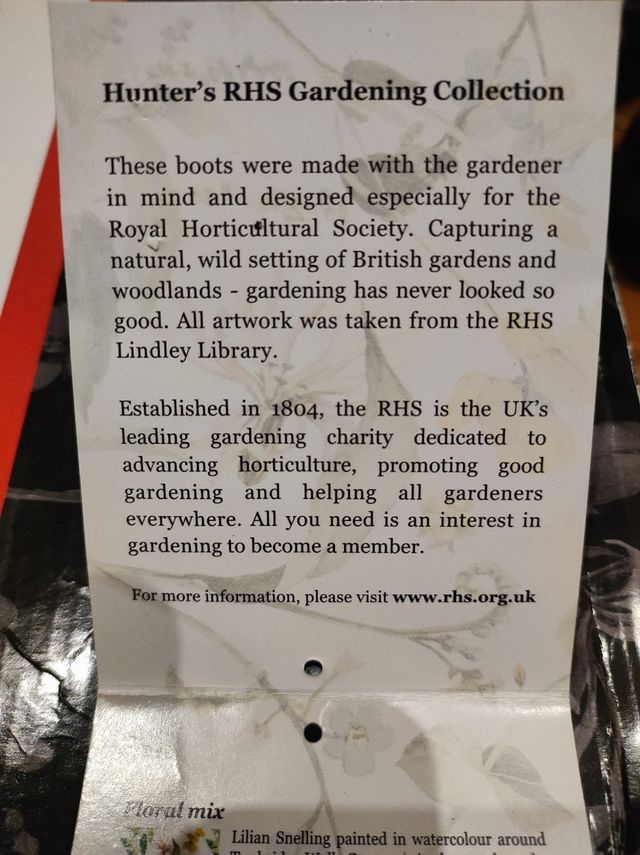 Hunter's RHS Gardening Collection
These boots were made with the gardener
in mind and designed especially for the
Royal Horticultural Society. Capturing a
natural, wild setting of British gardens and
woodlands - gardening has never looked so
good. All artwork was taken from the RHS
Lindley Library.
Established in 1804, the RHS is the UK's
leading gardening charity dedicated to
advancing horticulture, promoting good
gardening and helping all gardeners
everywhere. All you need is an interest in
gardening to become a member.
For more information, please visit www.rhs.org.uk
Floral mix
Lilian Snelling painted in watercolour around